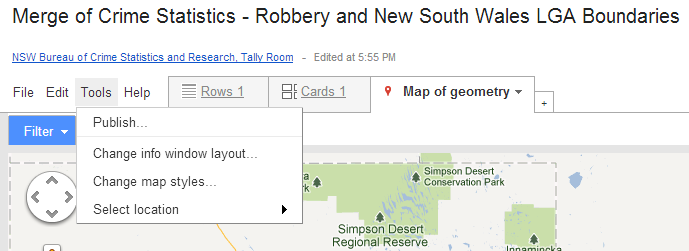 Merge of Crime Statistics - Robbery and New South Wales LGA Boundaries
NSW Bureau of Crime Statistics and Research, Tally Room - Edited at 5:55 PM
File Edit Tools Help Rows 1 Cards 1 Map of geometry +
Filter
Publish...
Change info window layout...
Change map styles...
Select location
Simpson Desert
Conservation Park
Simpson Desert
Regional Reserve
Innamincka